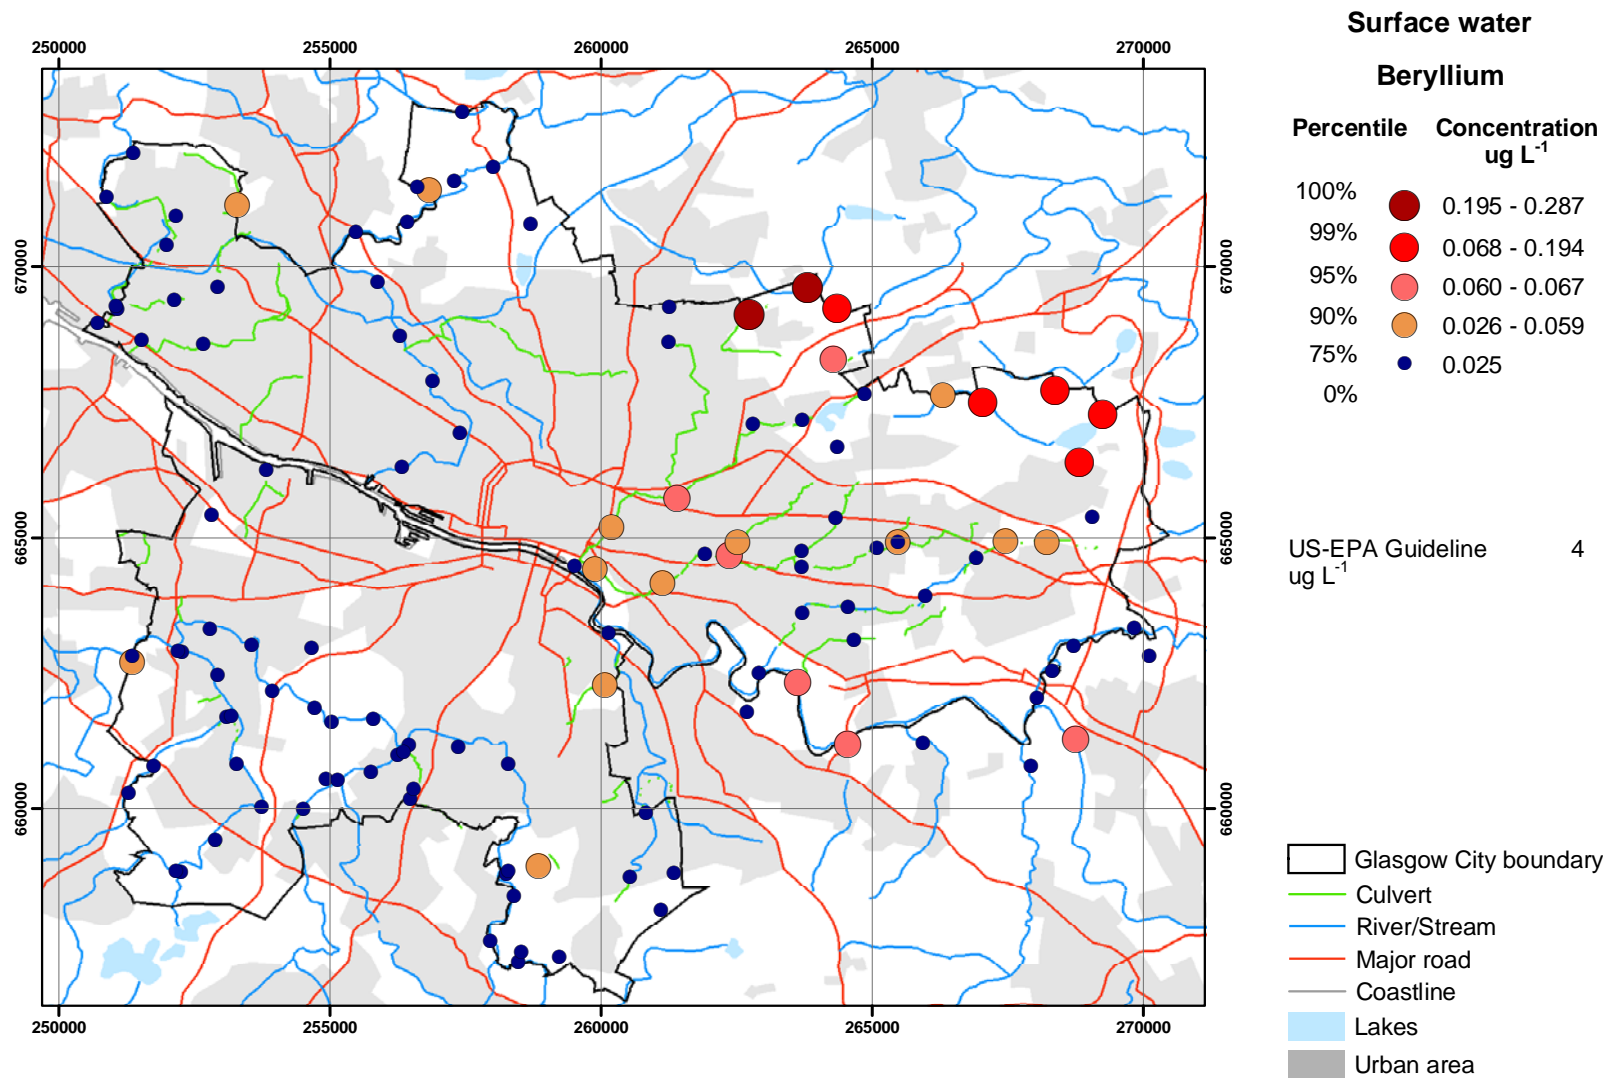 Surface water
Beryllium
Percentile Concentration
ug L-1
100%
0.195 - 0.287
99%
0.068 - 0.194
95%
0.060 - 0.067
90%
0.026 - 0.059
75%
0.025
0%
US-EPA Guideline 4
ug L-1
Glasgow City boundary
Culvert
River/Stream
Major road
Coastline
Lakes
Urban area
250000 255000 260000 265000 270000
670000 670000
665000 665000
660000 660000
250000 255000 260000 265000 270000